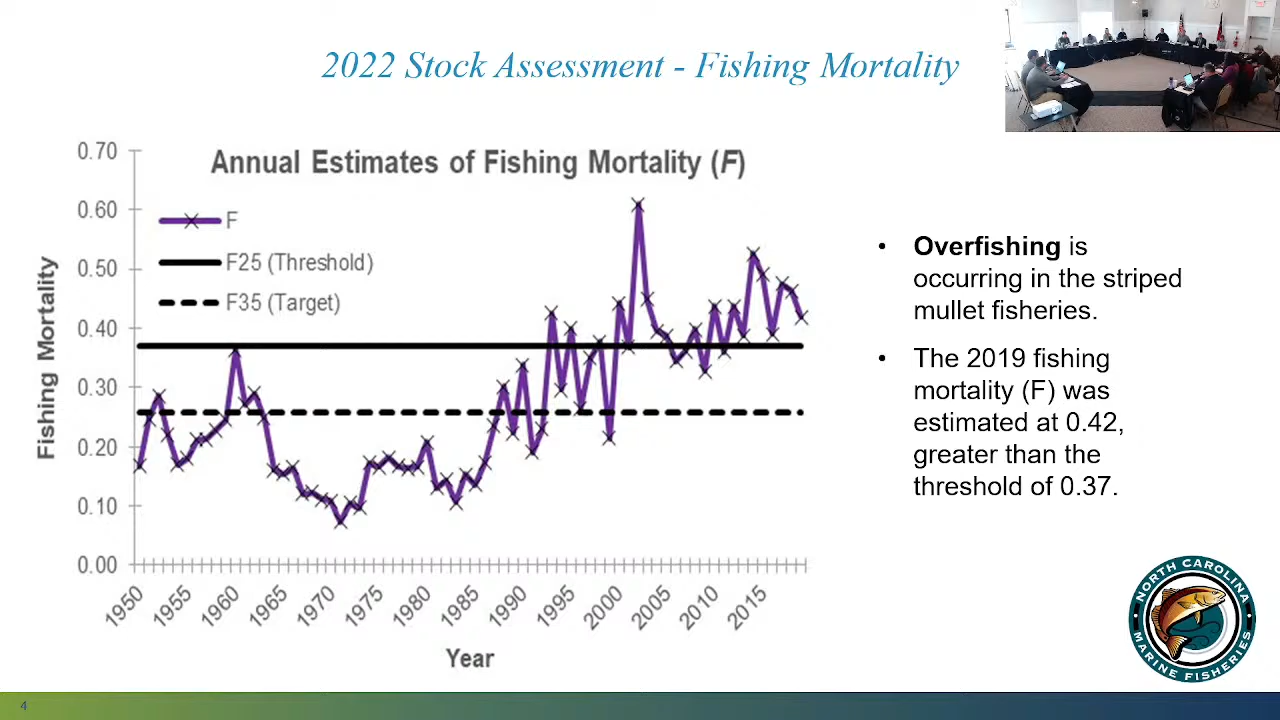 2022 Stock Assessment - Fishing Mortality
Annual Estimates of Fishing Mortality (F)
F
F25 (Threshold)
F35 (Target)
Fishing Mortality
0.70
0.60
0.50
0.40
0.30
0.20
0.10
0.00
1950
1955
1960
1965
1970
1975
1980
1985
1990
1995
2000
2005
2010
2015
Year
• Overfishing is
occurring in the striped
mullet fisheries.
• The 2019 fishing
mortality (F) was
estimated at 0.42,
greater than the
threshold of 0.37.
NORTH CAROLINA
MARINE FISHERIES
4